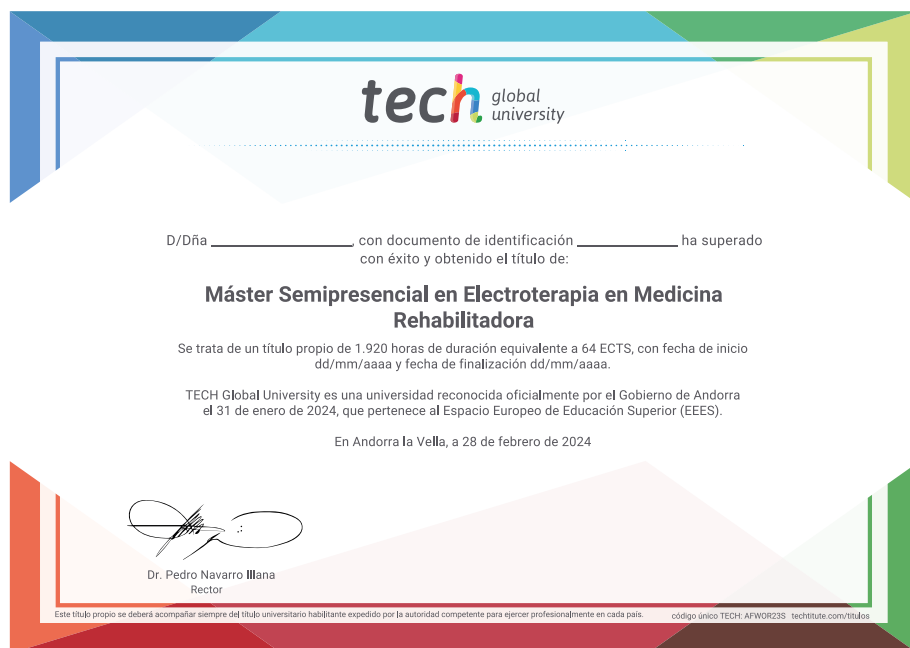 tech global university
D/Dña ____________________, con documento de identificación ______________ ha superado
con éxito y obtenido el título de:
Máster Semipresencial en Electroterapia en Medicina
Rehabilitadora
Se trata de un título propio de 1.920 horas de duración equivalente a 64 ECTS, con fecha de inicio
dd/mm/aaaa y fecha de finalización dd/mm/aaaa.
TECH Global University es una universidad reconocida oficialmente por el Gobierno de Andorra
el 31 de enero de 2024, que pertenece al Espacio Europeo de Educación Superior (EEES).
En Andorra la Vella, a 28 de febrero de 2024
Dr. Pedro Navarro Illana
Rector
Este título propio se deberá acompañar siempre del título universitario habilitante expedido por la autoridad competente para ejercer profesionalmente en cada país. código único TECH: AFWOR23S techtitute.com/titulos